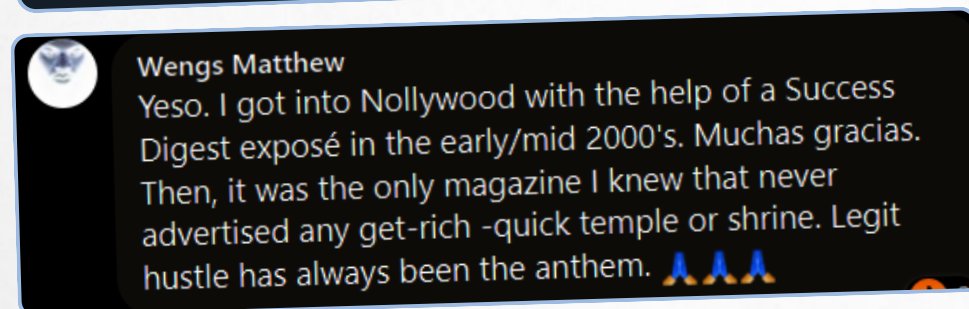 Wengs Matthew
Yeso. I got into Nollywood with the help of a Success
Digest exposé in the early/mid 2000's. Muchas gracias.
Then, it was the only magazine I knew that never
advertised any get-rich -quick temple or shrine. Legit
hustle has always been the anthem. 🙏🙏🙏